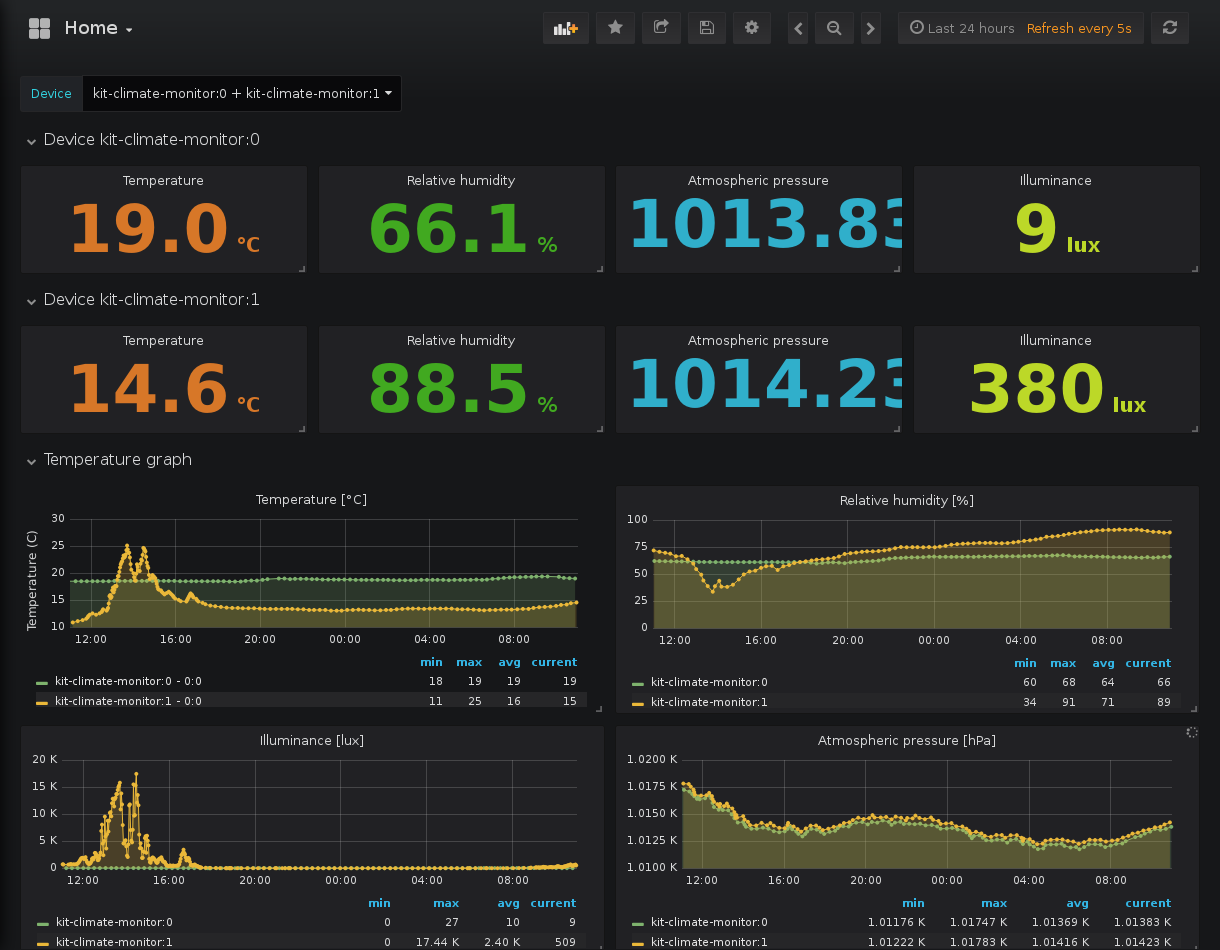 Home
Last 24 hours Refresh every 5s
Device kit-climate-monitor:0 + kit-climate-monitor:1
Device kit-climate-monitor:0
Temperature Relative humidity Atmospheric pressure Illuminance
19.0 °C 66.1 % 1013.83 9 lux
Device kit-climate-monitor:1
Temperature Relative humidity Atmospheric pressure Illuminance
14.6 °C 88.5 % 1014.23 380 lux
Temperature graph
Temperature [°C]
Temperature (C)
30
25
20
15
10
12:00 16:00 20:00 00:00 04:00 08:00
min max avg current
kit-climate-monitor:0 - 0:0 18 19 19 19
kit-climate-monitor:1 - 0:0 11 25 16 15
Relative humidity [%]
100
75
50
25
0
12:00 16:00 20:00 00:00 04:00 08:00
min max avg current
kit-climate-monitor:0 60 68 64 66
kit-climate-monitor:1 34 91 71 89
Illuminance [lux]
20 K
15 K
10 K
5 K
0
12:00 16:00 20:00 00:00 04:00 08:00
min max avg current
kit-climate-monitor:0 0 27 10 9
kit-climate-monitor:1 0 17.44 K 2.40 K 509
Atmospheric pressure [hPa]
1.0200 K
1.0175 K
1.0150 K
1.0125 K
1.0100 K
12:00 16:00 20:00 00:00 04:00 08:00
min max avg current
kit-climate-monitor:0 1.01176 K 1.01747 K 1.01369 K 1.01383 K
kit-climate-monitor:1 1.01222 K 1.01783 K 1.01416 K 1.01423 K